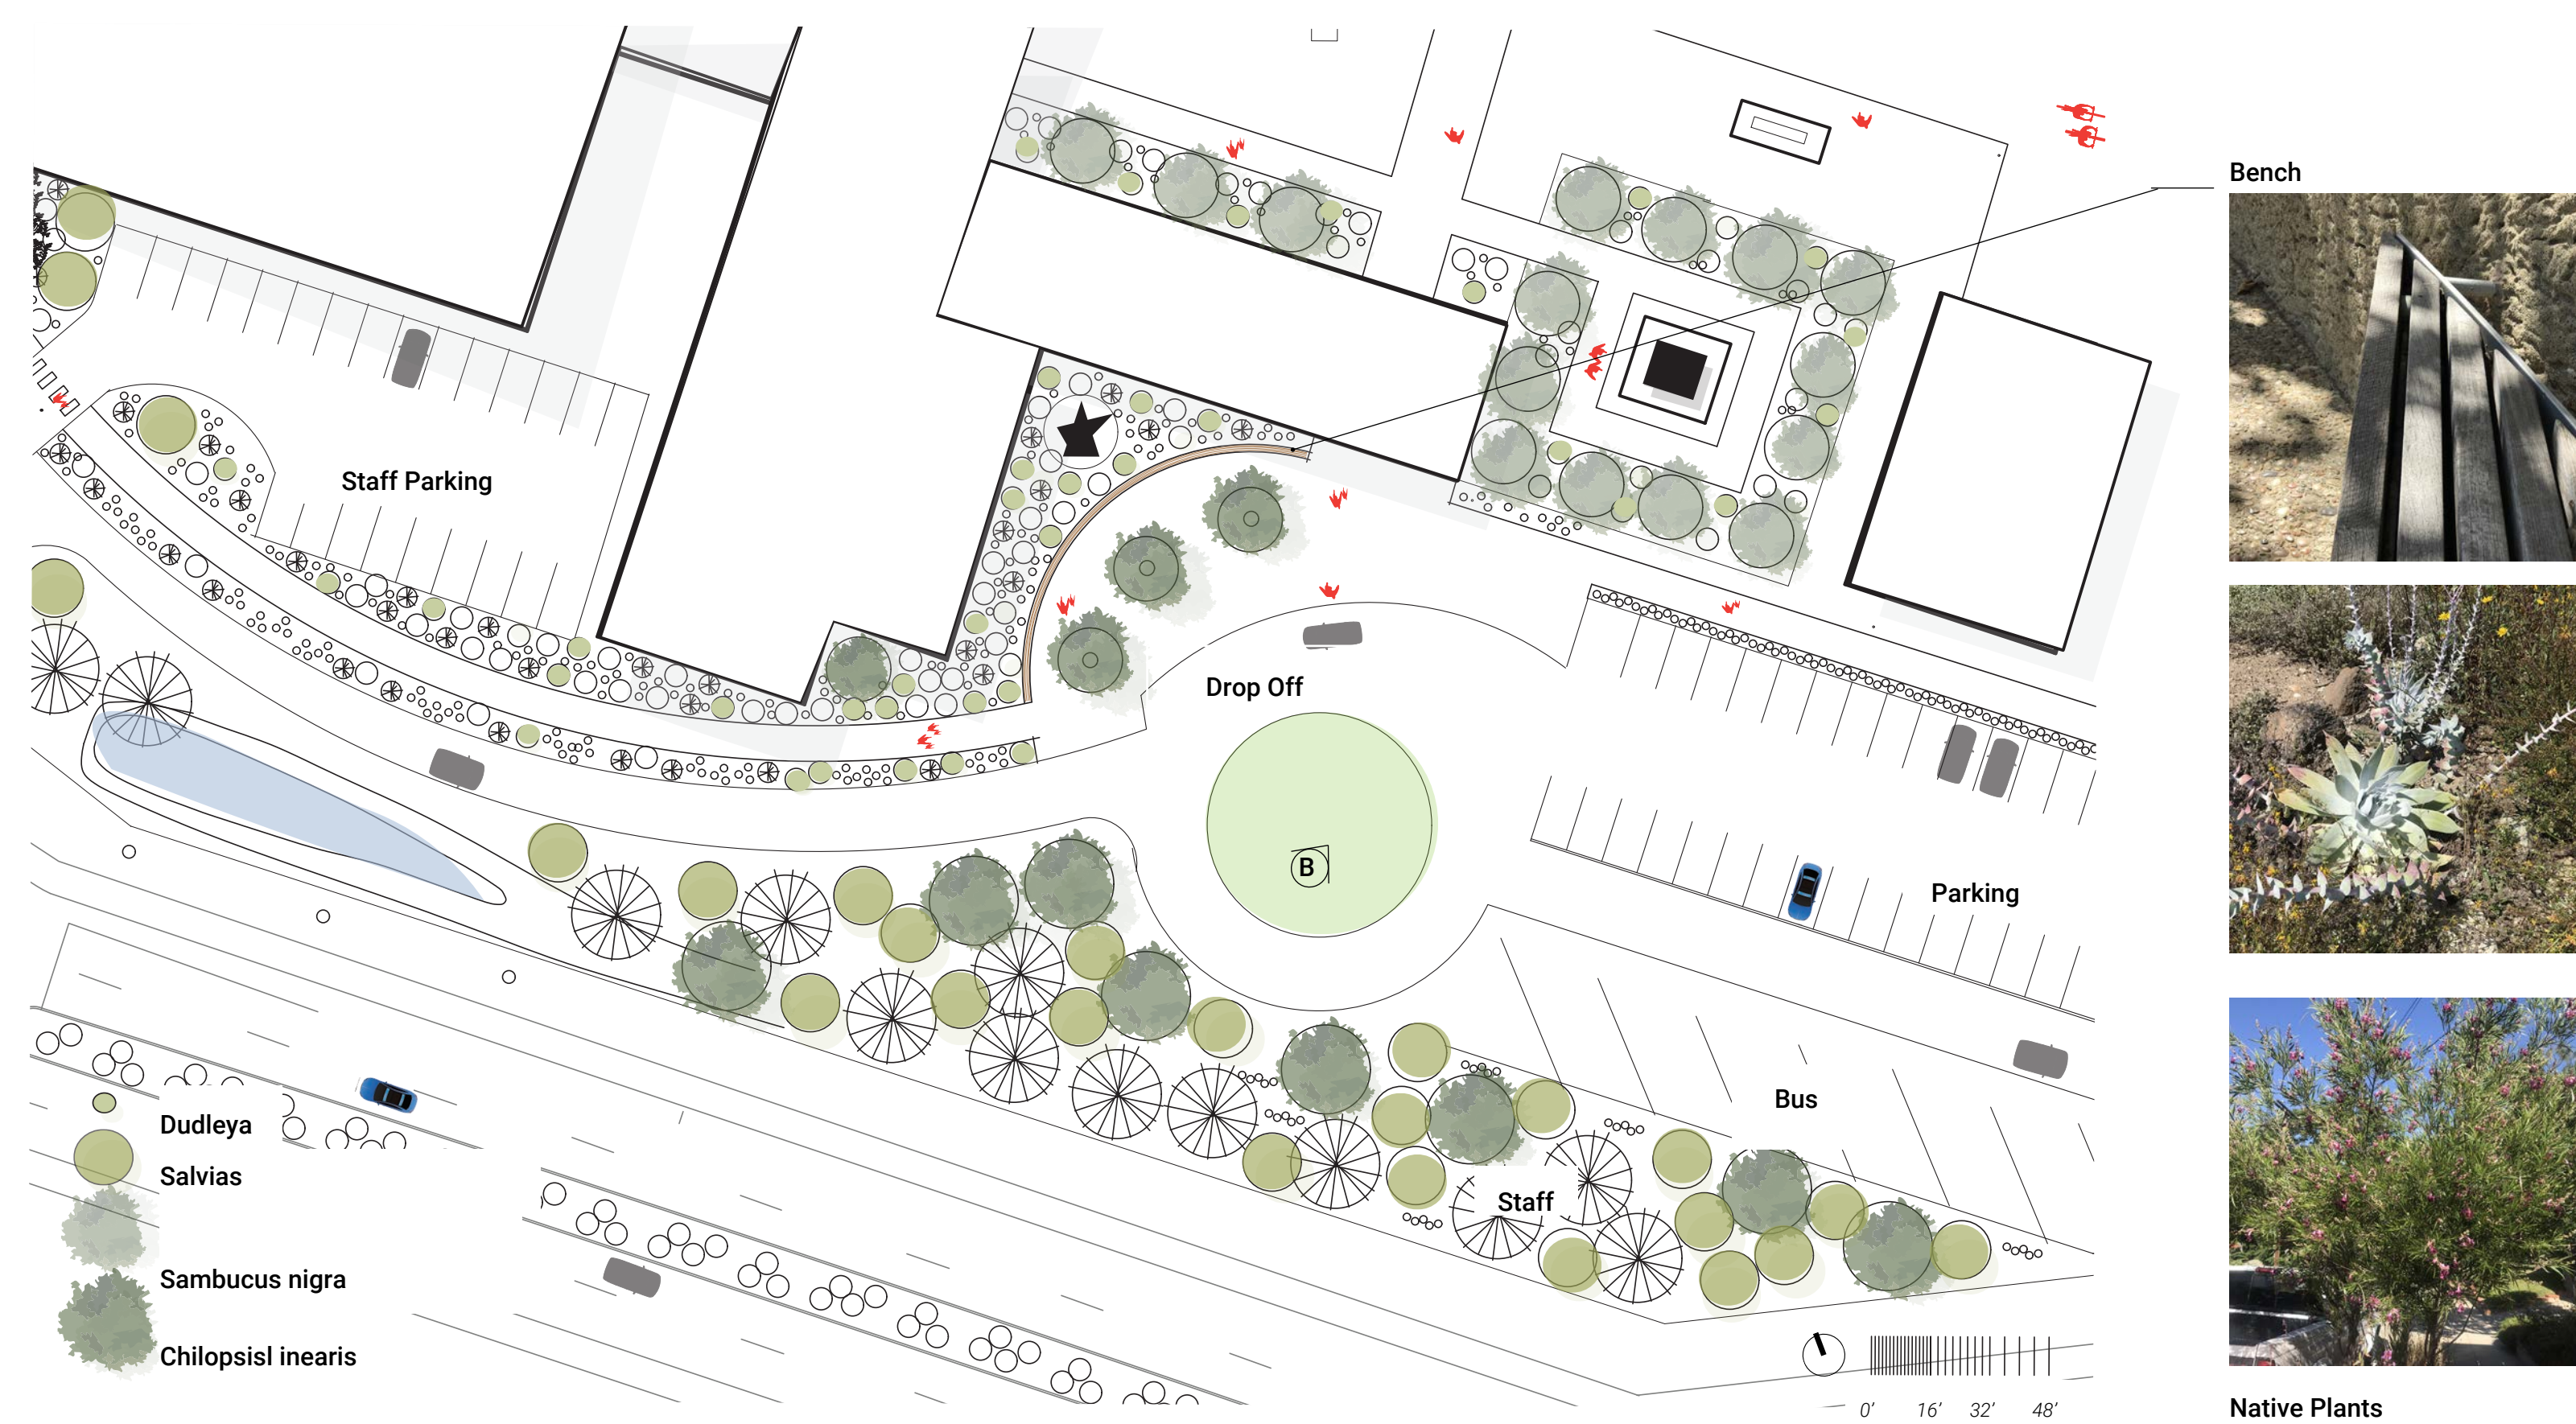 Bench
Staff Parking
Drop Off
B
Parking
Bus
Dudleya
Salvias
Staff
Sambucus nigra
Chilopsisl inearis
0’ 16’ 32’ 48’
Native Plants